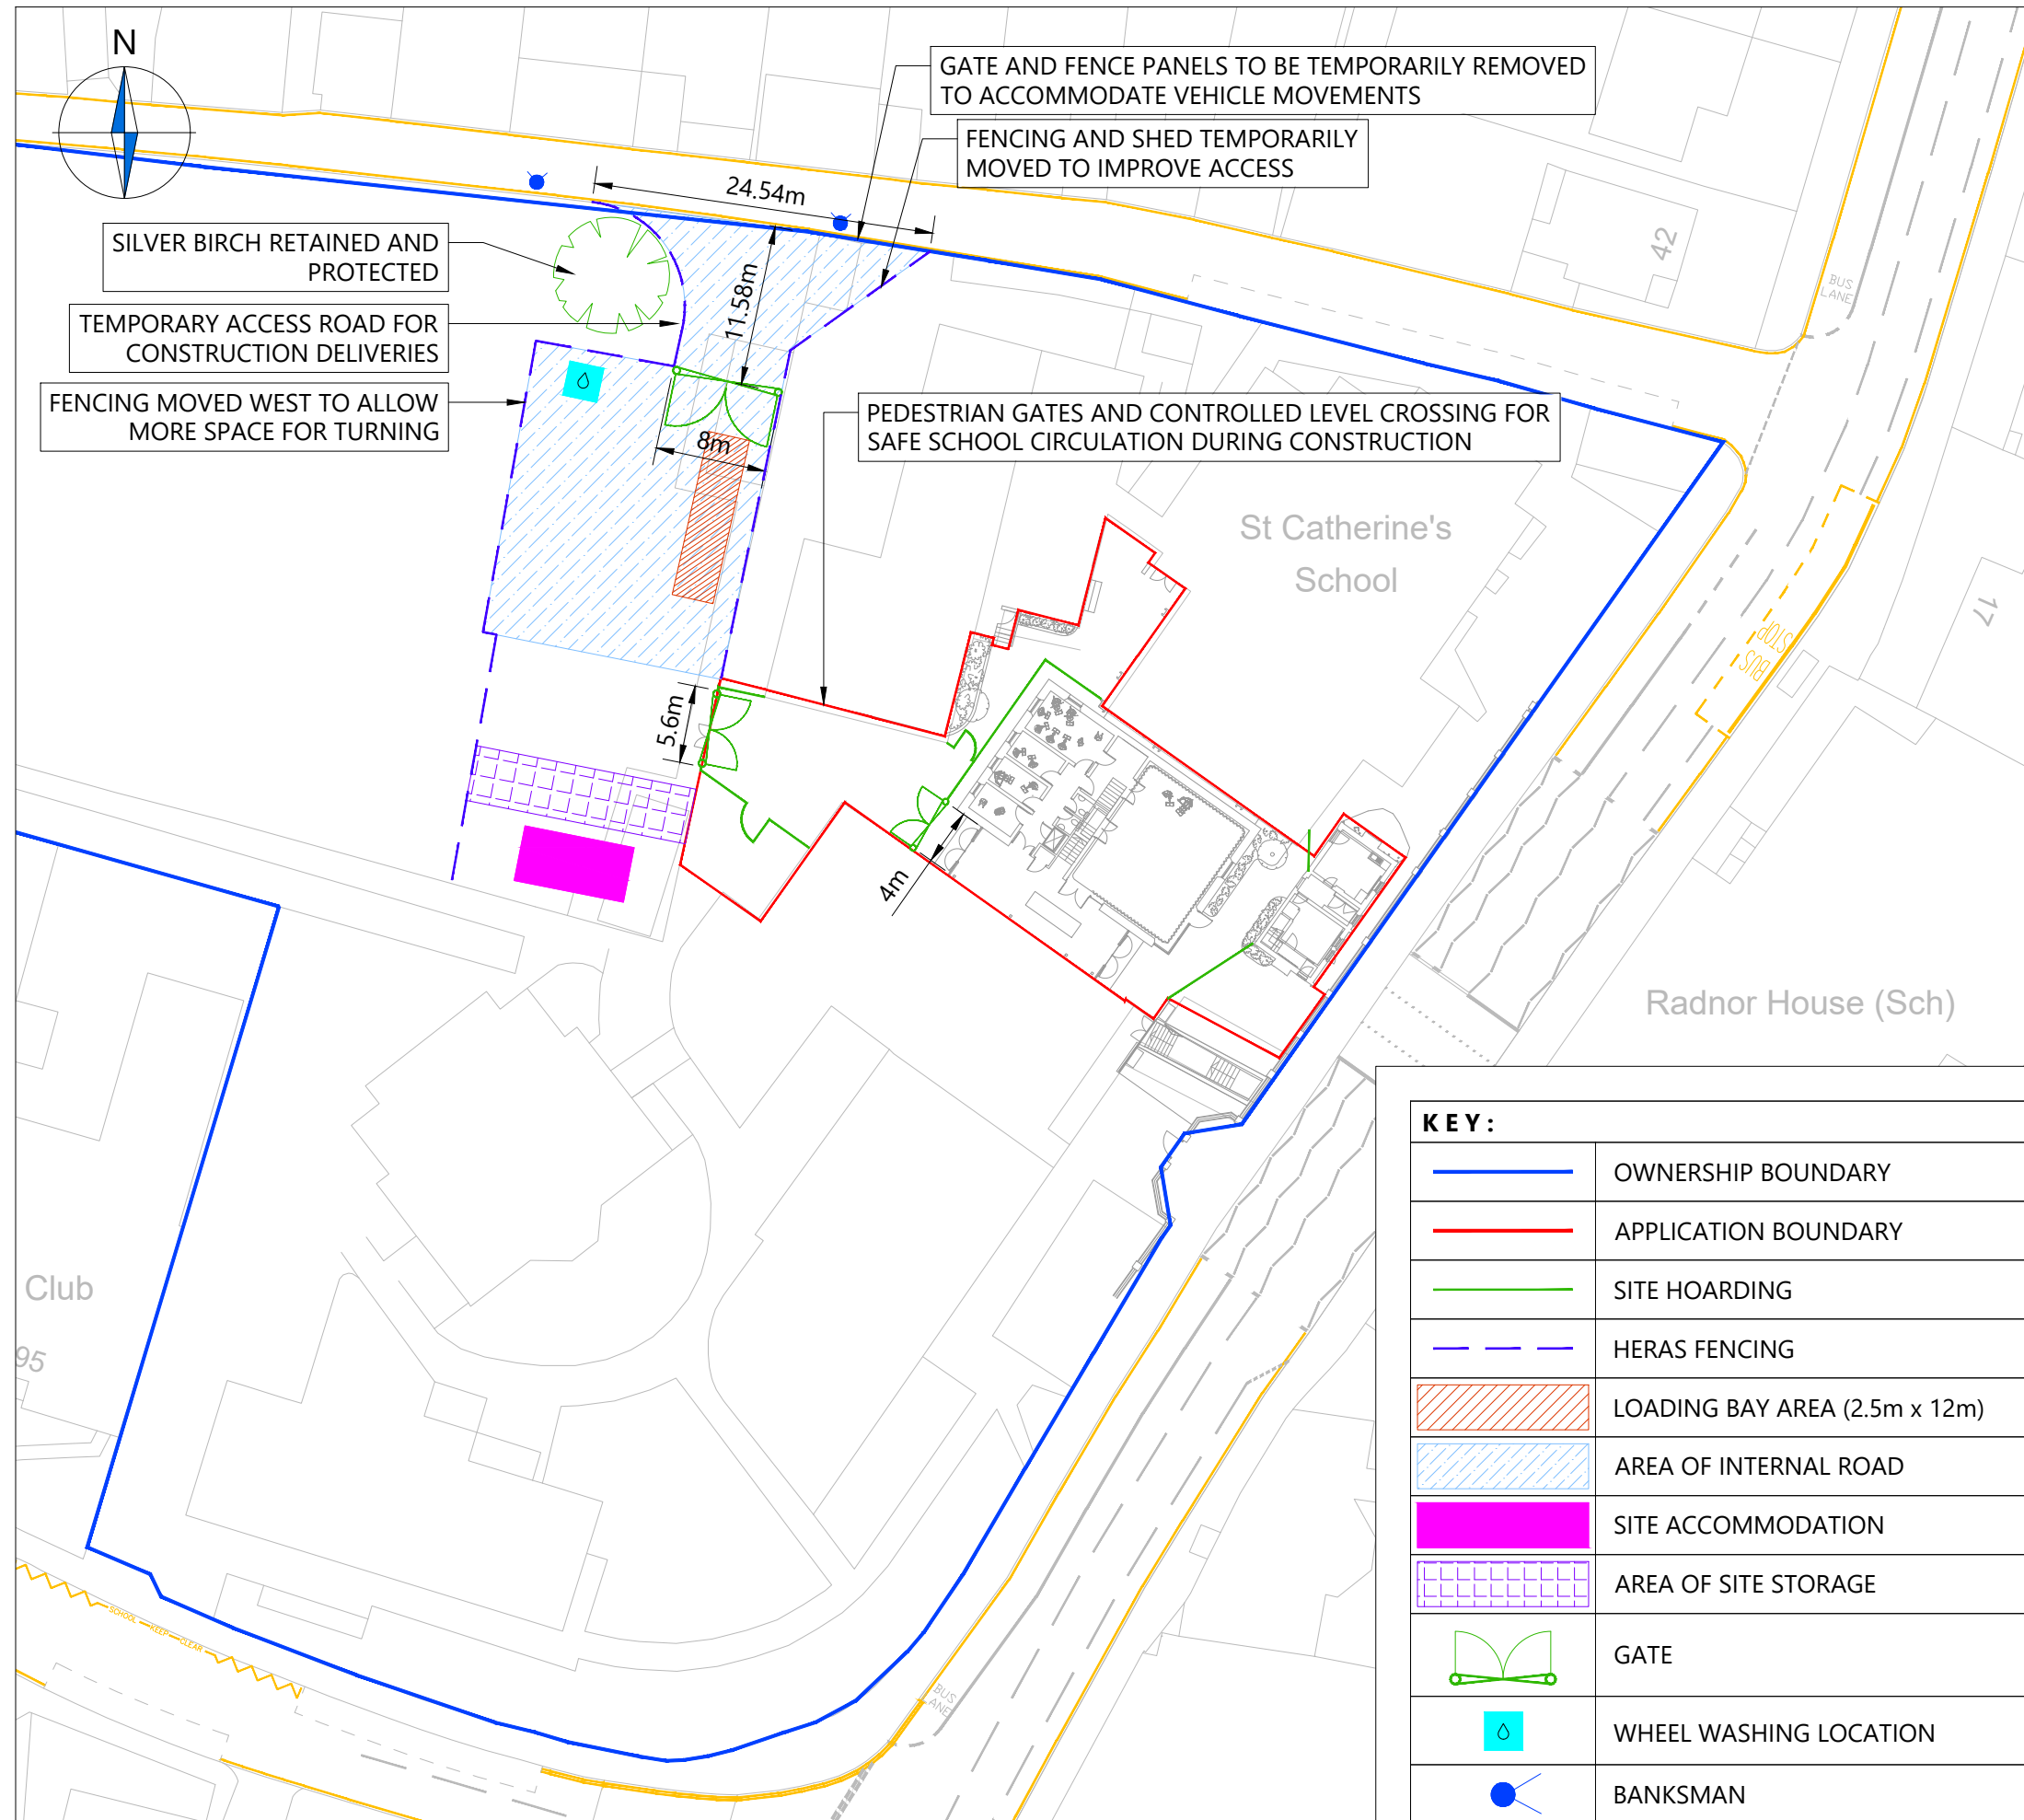 N
GATE AND FENCE PANELS TO BE TEMPORARILY REMOVED
TO ACCOMMODATE VEHICLE MOVEMENTS
FENCING AND SHED TEMPORARILY
MOVED TO IMPROVE ACCESS
24.54m
SILVER BIRCH RETAINED AND
PROTECTED
42
BUS
LANE
11.58m
TEMPORARY ACCESS ROAD FOR
CONSTRUCTION DELIVERIES
FENCING MOVED WEST TO ALLOW
MORE SPACE FOR TURNING
8m
PEDESTRIAN GATES AND CONTROLLED LEVEL CROSSING FOR
SAFE SCHOOL CIRCULATION DURING CONSTRUCTION
St Catherine's
School
17
BUS
STOP
5.6m
4m
Radnor House (Sch)
Club
95
SCHOOL KEEP CLEAR
BUS
LANE
KEY:
OWNERSHIP BOUNDARY
APPLICATION BOUNDARY
SITE HOARDING
HERAS FENCING
LOADING BAY AREA (2.5m x 12m)
AREA OF INTERNAL ROAD
SITE ACCOMMODATION
AREA OF SITE STORAGE
GATE
WHEEL WASHING LOCATION
BANKSMAN